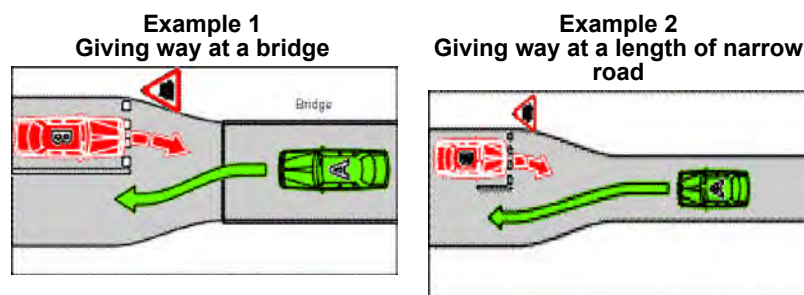 Example 1
Giving way at a bridge
Example 2
Giving way at a length of narrow
road
Bridge
B
A
A